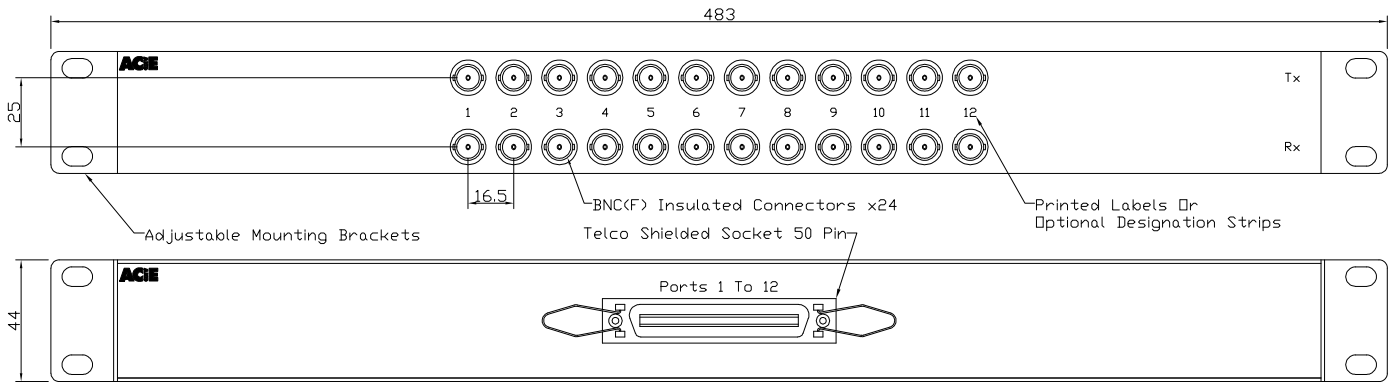 483
ACiE
Tx
25
1 2 3 4 5 6 7 8 9 10 11 12
Rx
16.5
BNC(F) Insulated Connectors x24
Printed Labels Or
Optional Designation Strips
Adjustable Mounting Brackets
Telco Shielded Socket 50 Pin
ACiE
Ports 1 To 12
44